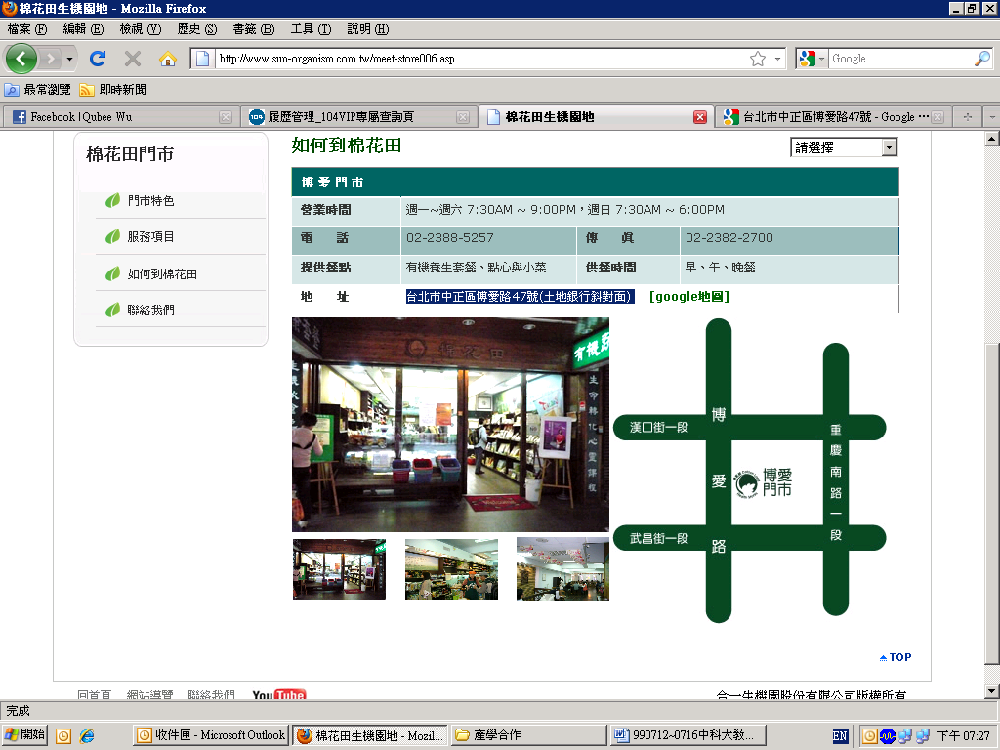 棉花田生機園地 - Mozilla Firefox
檔案 (F) 編輯 (E) 檢視 (V) 歷史 (S) 書籤 (B) 工具 (T) 說明 (H)
http://www.sun-organism.com.tw/meet-store006.asp
Google
最常瀏覽 即時新聞
Facebook | Qubee Wu
104 履歷管理_104VIP專屬查詢頁
棉花田生機園地
台北市中正區博愛路47號 - Google ...
棉花田門市
門市特色
服務項目
如何到棉花田
聯絡我們
如何到棉花田
請選擇
博愛門市
營業時間 週一~週六 7:30AM ~ 9:00PM，週日 7:30AM ~ 6:00PM
電 話 02-2388-5257 傳 真 02-2382-2700
提供餐點 有機養生套餐、點心與小菜 供餐時間 早、午、晚餐
地 址 台北市中正區博愛路47號(土地銀行斜對面) [google地圖]
棉花田
有機
生命轉化心靈課程
博愛路
漢口街一段
重慶南路一段
博愛門市
武昌街一段
TOP
回首頁 網站導覽 聯絡我們 YouTube
合一生機園股份有限公司版權所有
完成
開始
收件匣 - Microsoft Outlook
棉花田生機園地 - Mozil...
產學合作
990712~0716中科大教...
EN
下午 07:27